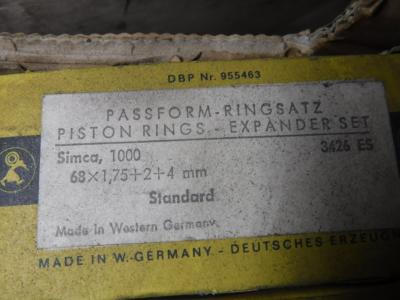 DBP Nr. 955463
PASSFORM-RINGSATZ
PISTON RINGS - EXPANDER SET
Simca, 1000 3426 ES
68×1,75+2+4 mm
Standard
Made in Western Germany
MADE IN W. GERMANY - DEUTSCHES ERZEUG